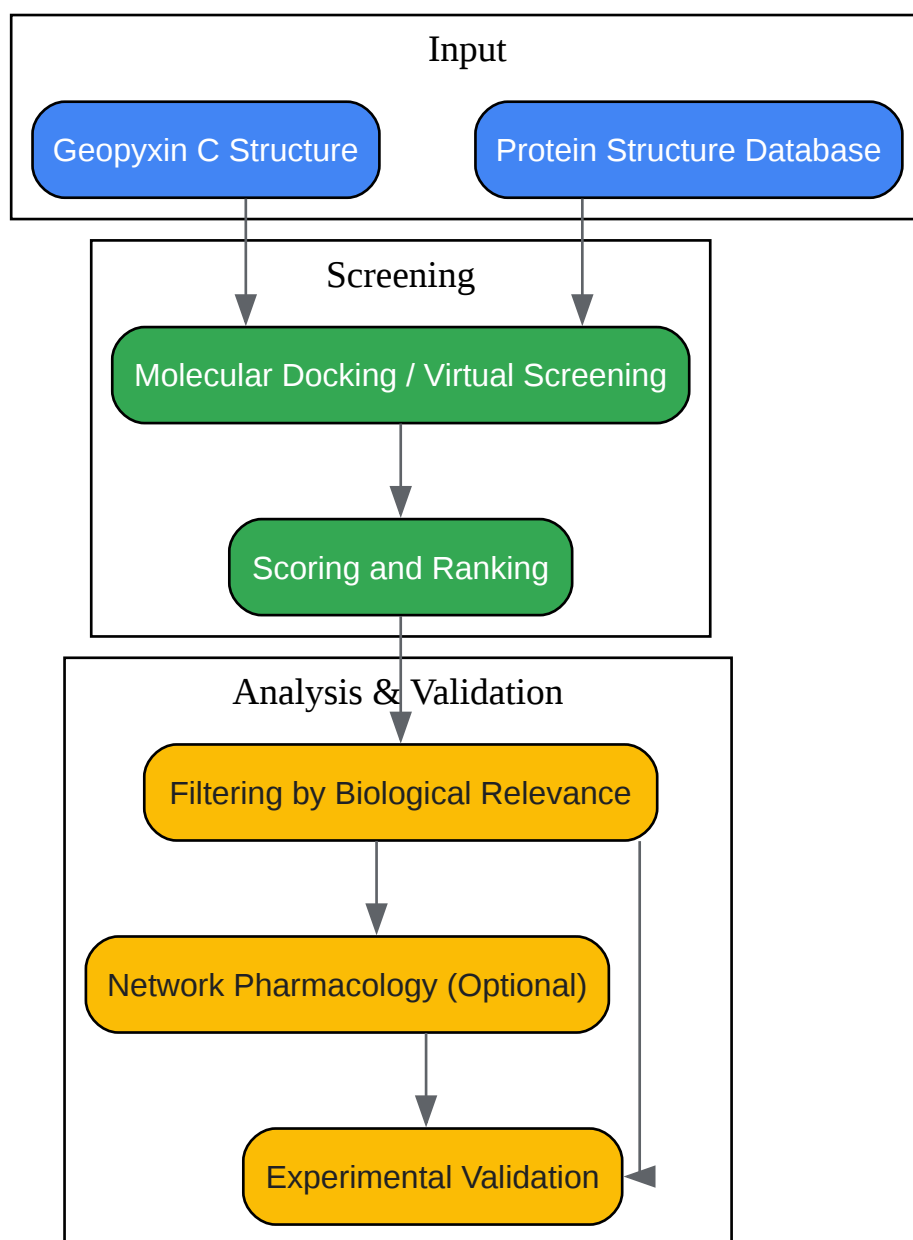 Input
Geopyxin C Structure
Protein Structure Database
Screening
Molecular Docking / Virtual Screening
Scoring and Ranking
Analysis & Validation
Filtering by Biological Relevance
Network Pharmacology (Optional)
Experimental Validation